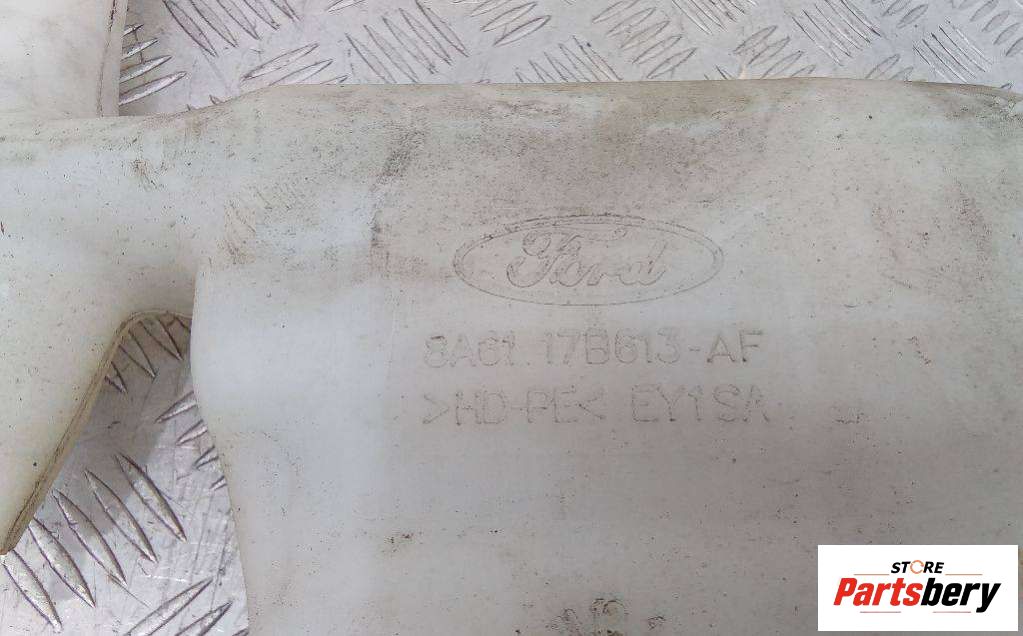 Ford
8A61 17B613-AF
>HD-PE< EY1SA
STORE
Partsbery